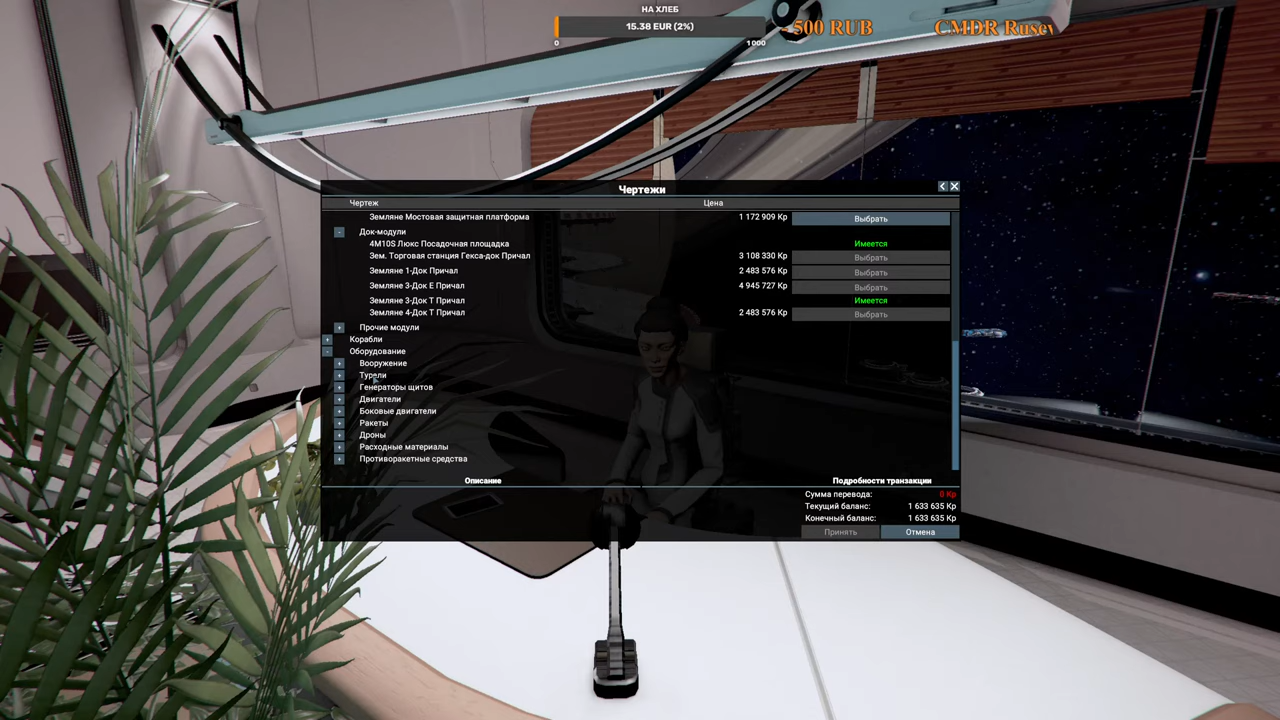 НА ХЛЕБ
15.38 EUR (2%)
0
1000
500 RUB
CMDR Rusev
Чертежи
Чертеж
Цена
Земляне Мостовая защитная платформа
1 172 909 Кр
Выбрать
-
Док-модули
4M10S Люкс Посадочная площадка
Имеется
Зем. Торговая станция Гекса-док Причал
3 108 330 Кр
Выбрать
Земляне 1-Док Причал
2 483 576 Кр
Выбрать
Земляне 3-Док Е Причал
4 945 727 Кр
Выбрать
Земляне 3-Док Т Причал
Имеется
Земляне 4-Док Т Причал
2 483 576 Кр
Выбрать
+
Прочие модули
+
Корабли
-
Оборудование
+
Вооружение
+
Турели
+
Генераторы щитов
+
Двигатели
+
Боковые двигатели
+
Ракеты
+
Дроны
+
Расходные материалы
+
Противоракетные средства
Описание
Подробности транзакции
Сумма перевода:
0 Кр
Текущий баланс:
1 633 635 Кр
Конечный баланс:
1 633 635 Кр
Принять
Отмена